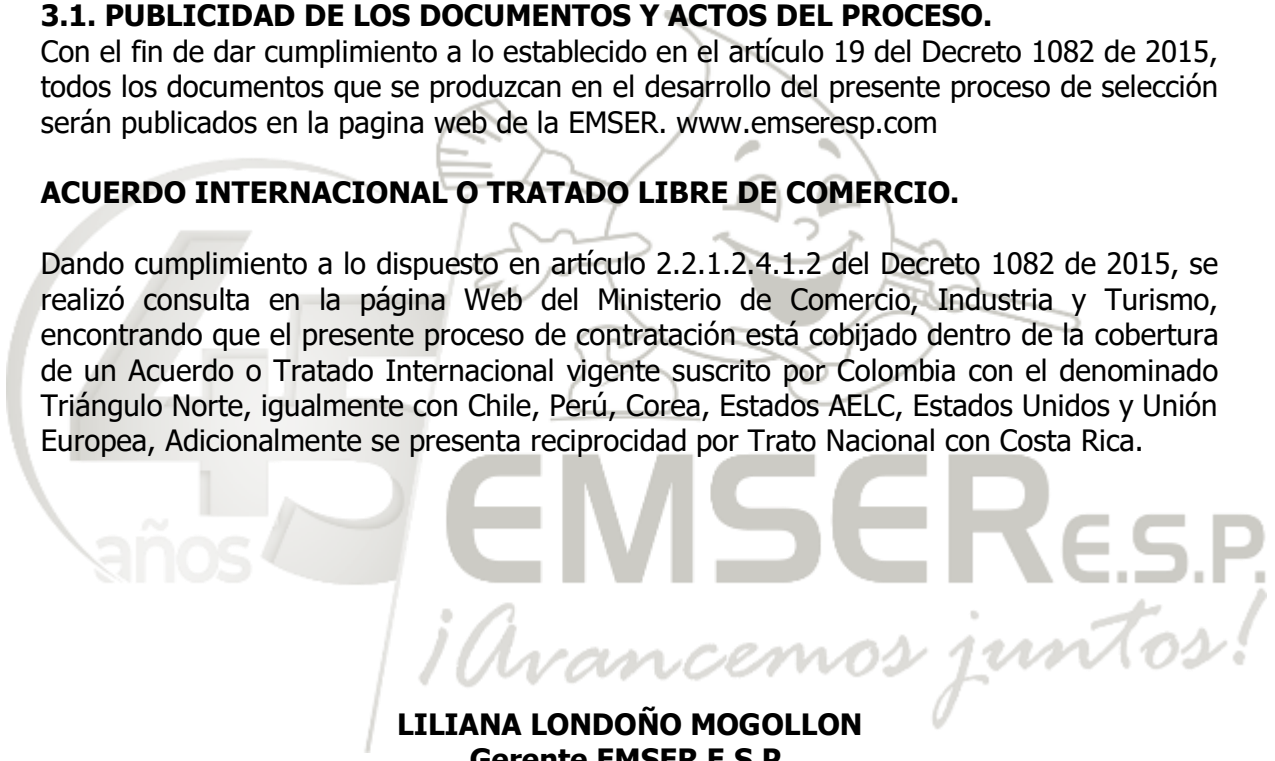 3.1. PUBLICIDAD DE LOS DOCUMENTOS Y ACTOS DEL PROCESO.
Con el fin de dar cumplimiento a lo establecido en el artículo 19 del Decreto 1082 de 2015,
todos los documentos que se produzcan en el desarrollo del presente proceso de selección
serán publicados en la pagina web de la EMSER. www.emseresp.com
ACUERDO INTERNACIONAL O TRATADO LIBRE DE COMERCIO.
Dando cumplimiento a lo dispuesto en artículo 2.2.1.2.4.1.2 del Decreto 1082 de 2015, se
realizó consulta en la página Web del Ministerio de Comercio, Industria y Turismo,
encontrando que el presente proceso de contratación está cobijado dentro de la cobertura
de un Acuerdo o Tratado Internacional vigente suscrito por Colombia con el denominado
Triángulo Norte, igualmente con Chile, Perú, Corea, Estados AELC, Estados Unidos y Unión
Europea, Adicionalmente se presenta reciprocidad por Trato Nacional con Costa Rica.
45 años
EMSER E.S.P.
¡Avancemos juntos!
LILIANA LONDOÑO MOGOLLON
Gerente EMSER E.S.P